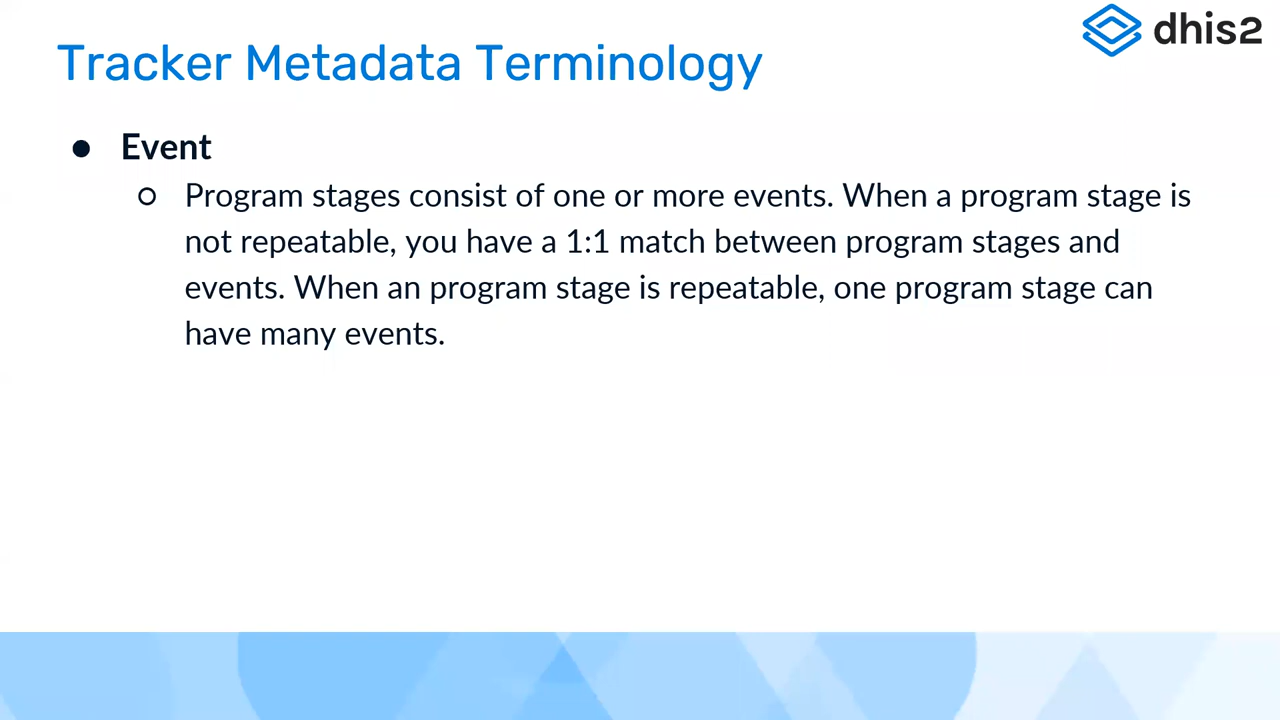 dhis2
Tracker Metadata Terminology
● Event
○ Program stages consist of one or more events. When a program stage is
not repeatable, you have a 1:1 match between program stages and
events. When an program stage is repeatable, one program stage can
have many events.